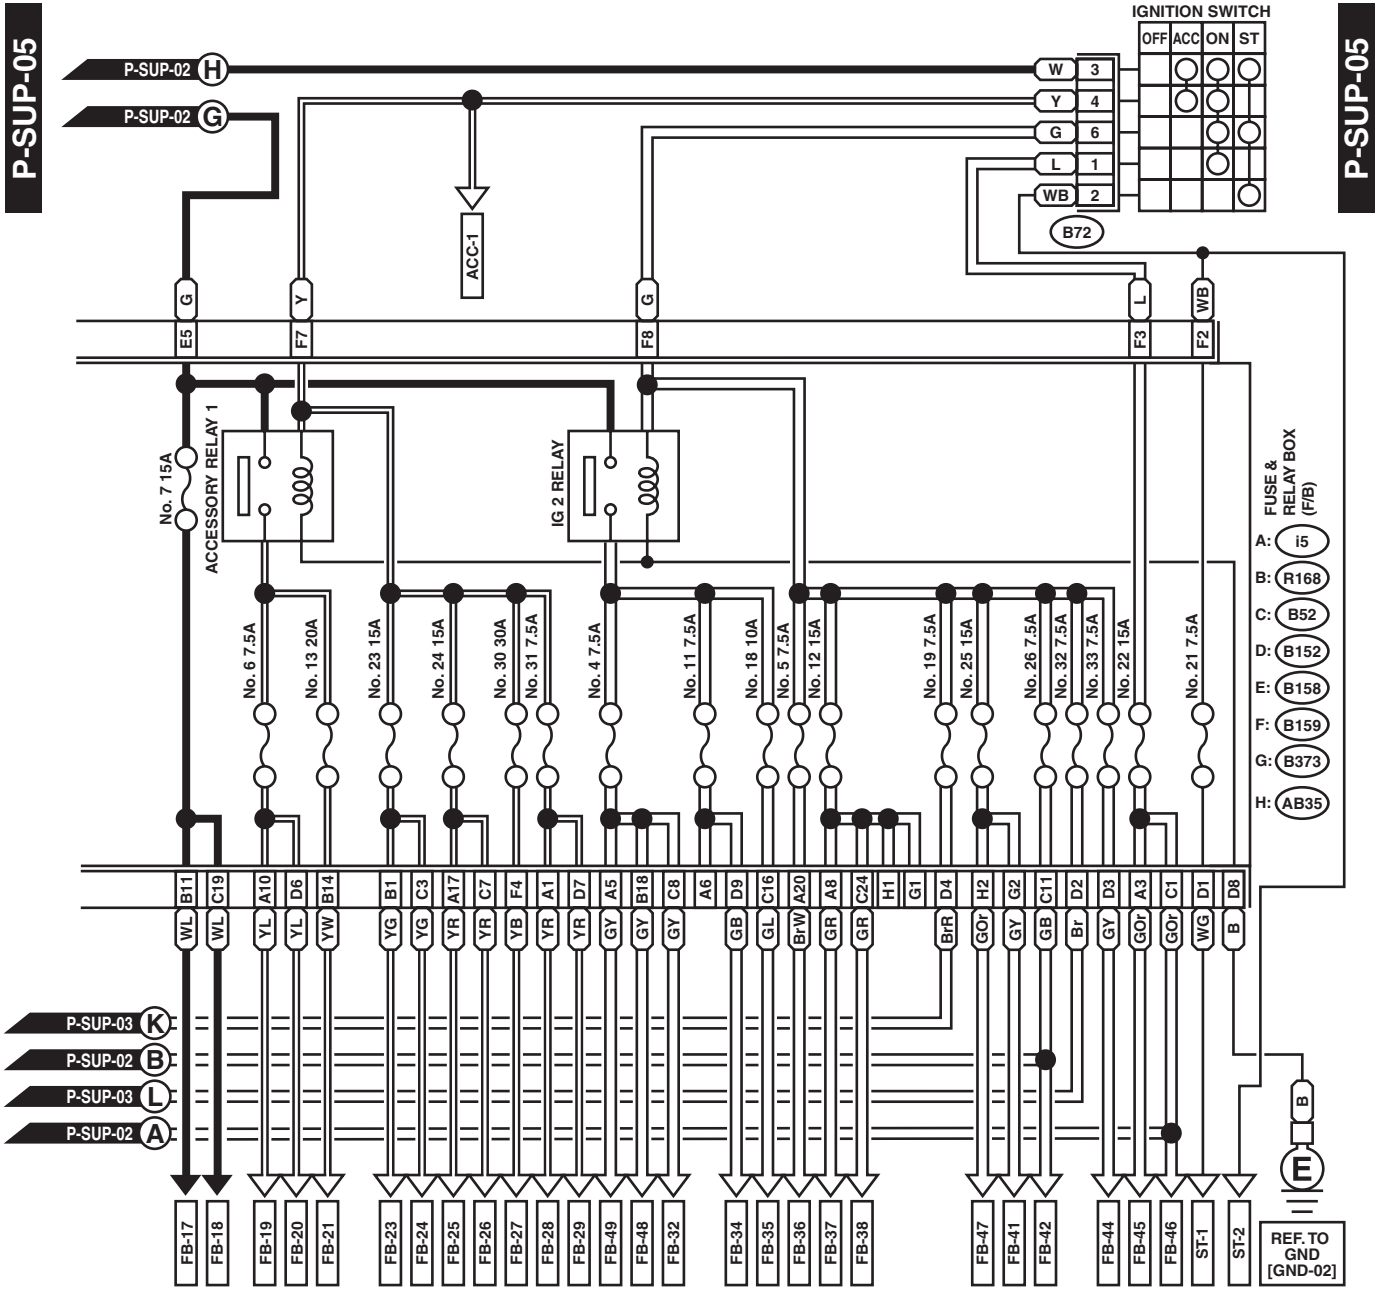 P-SUP-05
P-SUP-05
IGNITION SWITCH
OFF ACC ON ST
P-SUP-02 H
P-SUP-02 G
W 3
Y 4
G 6
L 1
WB 2
B72
ACC-1
G Y G L WB
E5 F7 F8 F3 F2
No. 7 15A
ACCESSORY RELAY 1
IG 2 RELAY
FUSE &
RELAY BOX
(F/B)
A: i5
B: R168
C: B52
D: B152
E: B158
F: B159
G: B373
H: AB35
No. 6 7.5A
No. 13 20A
No. 23 15A
No. 24 15A
No. 30 30A
No. 31 7.5A
No. 4 7.5A
No. 11 7.5A
No. 18 10A
No. 5 7.5A
No. 12 15A
No. 19 7.5A
No. 25 15A
No. 26 7.5A
No. 32 7.5A
No. 33 7.5A
No. 22 15A
No. 21 7.5A
B11 C19 A10 D6 B14 B1 C3 A17 C7 F4 A1 D7 A5 B18 C8 A6 D9 C16 A20 A8 C24 H1 G1 D4 H2 G2 C11 D2 D3 A3 C1 D1 D8
WL WL YL YL YW YG YG YR YR YB YR YR GY GY GY GB GL BrW GR GR BrR GOr GY GB Br GY GOr GOr WG B
P-SUP-03 K
P-SUP-02 B
P-SUP-03 L
P-SUP-02 A
B
E
FB-17 FB-18 FB-19 FB-20 FB-21 FB-23 FB-24 FB-25 FB-26 FB-27 FB-28 FB-29 FB-49 FB-48 FB-32 FB-34 FB-35 FB-36 FB-37 FB-38 FB-47 FB-41 FB-42 FB-44 FB-45 FB-46 ST-1 ST-2
REF. TO
GND
[GND-02]